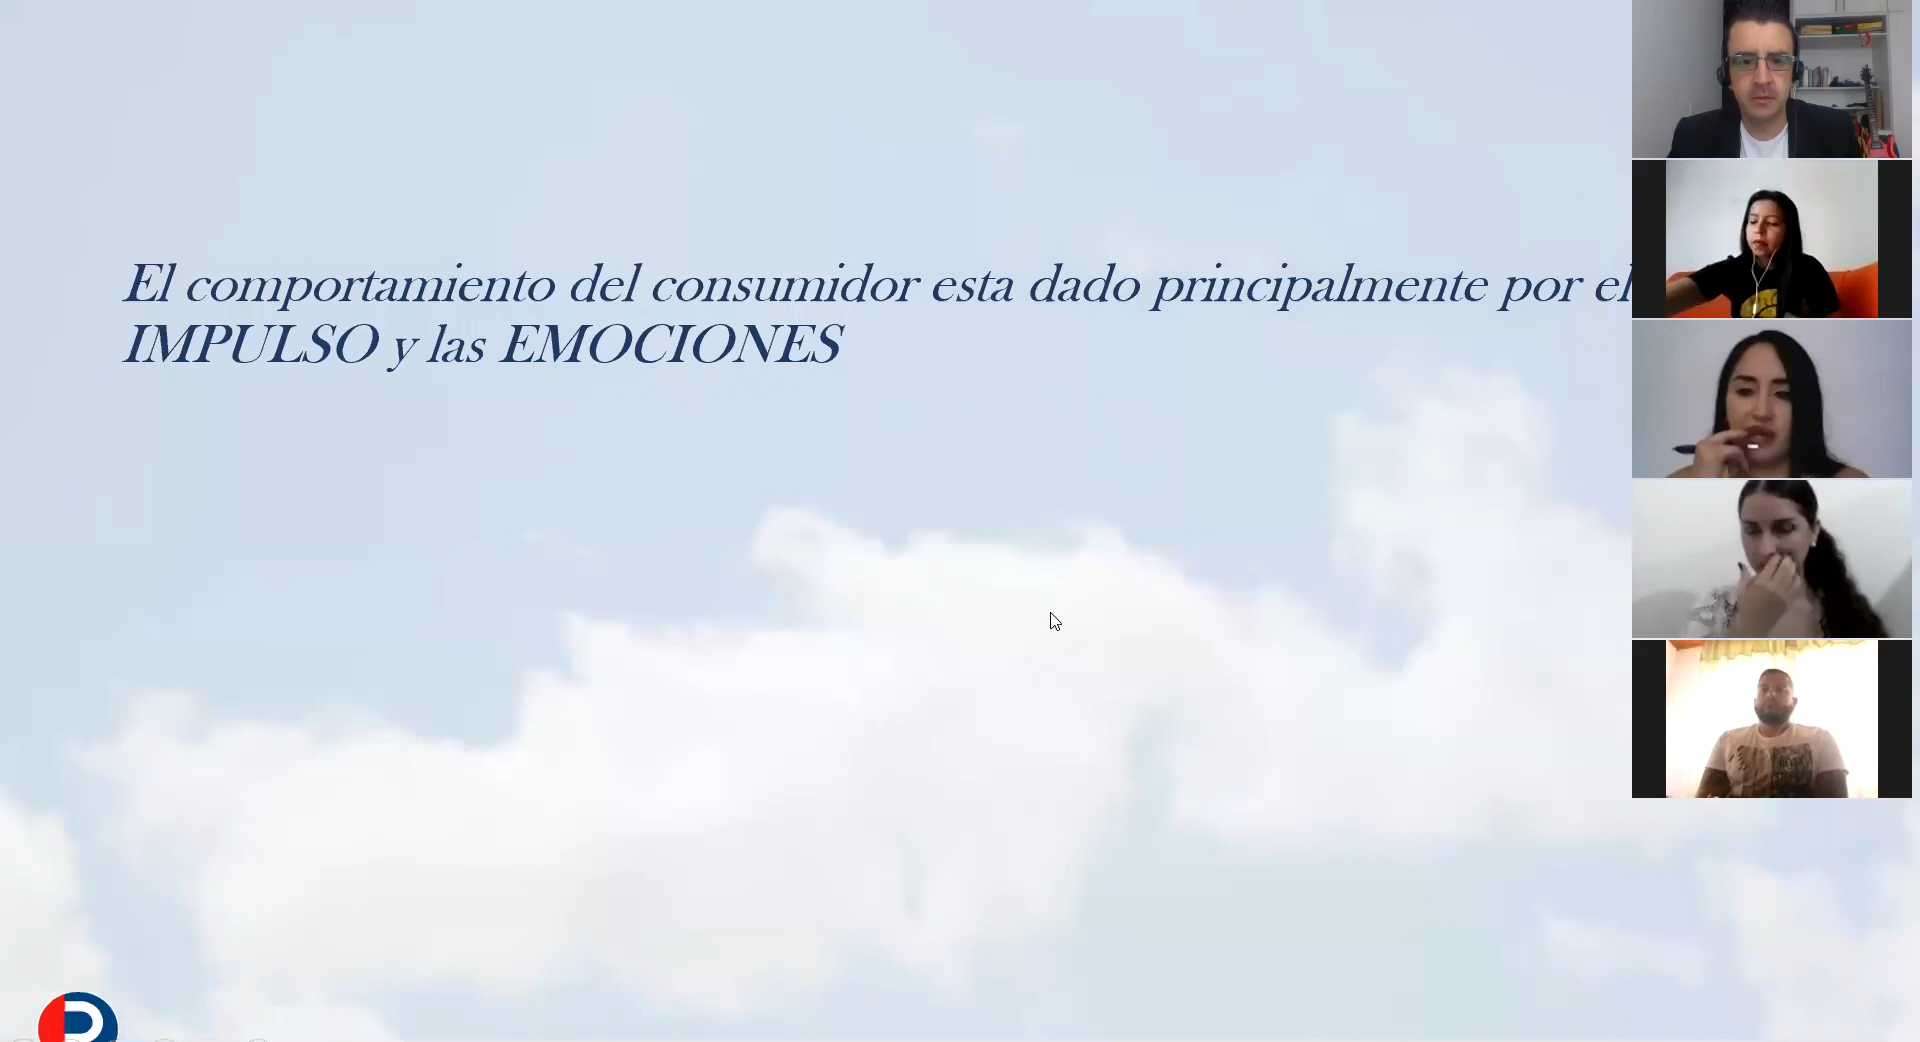 El comportamiento del consumidor esta dado principalmente por el
IMPULSO y las EMOCIONES